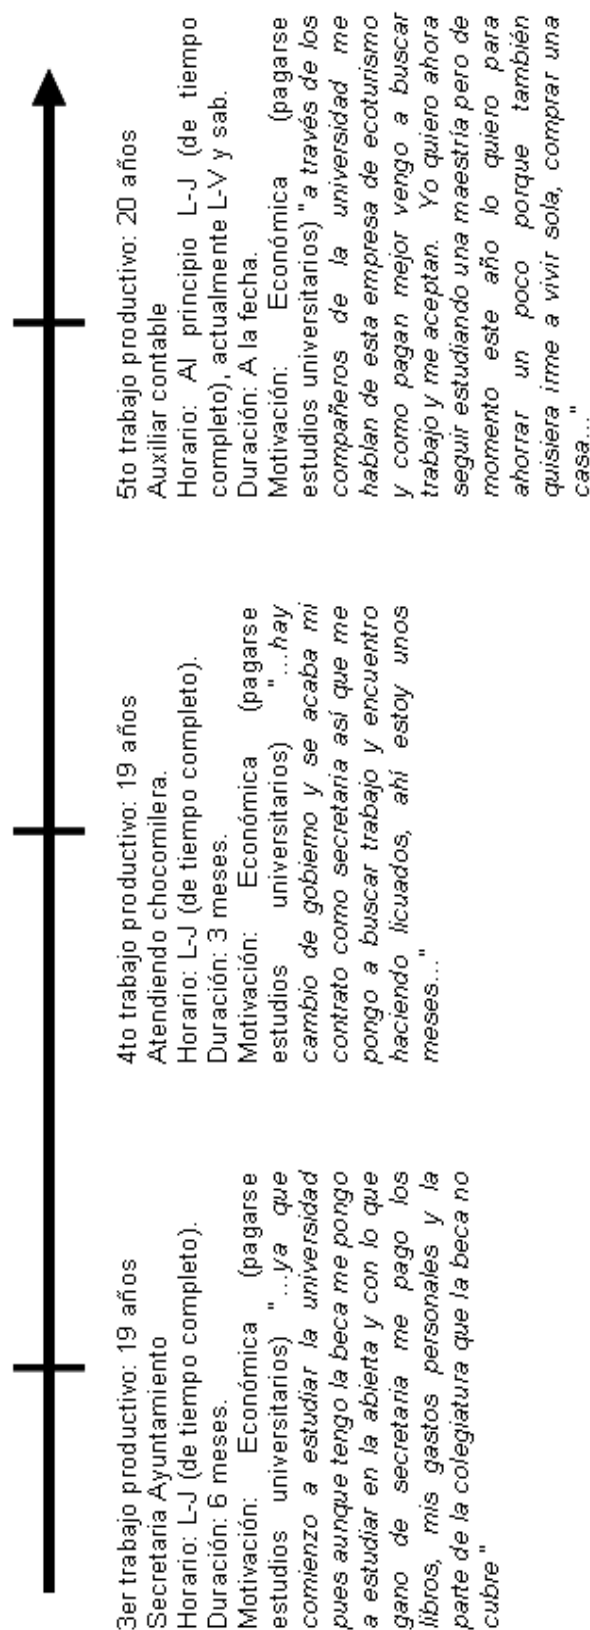 3er trabajo productivo: 19 años
Secretaria Ayuntamiento
Horario: L-J (de tiempo completo).
Duración: 6 meses.
Motivación: Económica (pagarse
estudios universitarios) "...ya que
comienzo a estudiar la universidad
pues aunque tengo la beca me pongo
a estudiar en la abierta y con lo que
gano de secretaria me pago los
libros, mis gastos personales y la
parte de la colegiatura que la beca no
cubre"
4to trabajo productivo: 19 años
Atendiendo chocomilera.
Horario: L-J (de tiempo completo).
Duración: 3 meses.
Motivación: Económica (pagarse
estudios universitarios) "...hay
cambio de gobierno y se acaba mi
contrato como secretaria así que me
pongo a buscar trabajo y encuentro
haciendo licuados, ahí estoy unos
meses..."
5to trabajo productivo: 20 años
Auxiliar contable
Horario: Al principio L-J (de tiempo
completo), actualmente L-V y sab.
Duración: A la fecha.
Motivación: Económica (pagarse
estudios universitarios) "a través de los
compañeros de la universidad me
hablan de esta empresa de ecoturismo
y como pagan mejor vengo a buscar
trabajo y me aceptan. Yo quiero ahora
seguir estudiando una maestría pero de
momento este año lo quiero para
ahorrar un poco porque también
quisiera irme a vivir sola, comprar una
casa..."